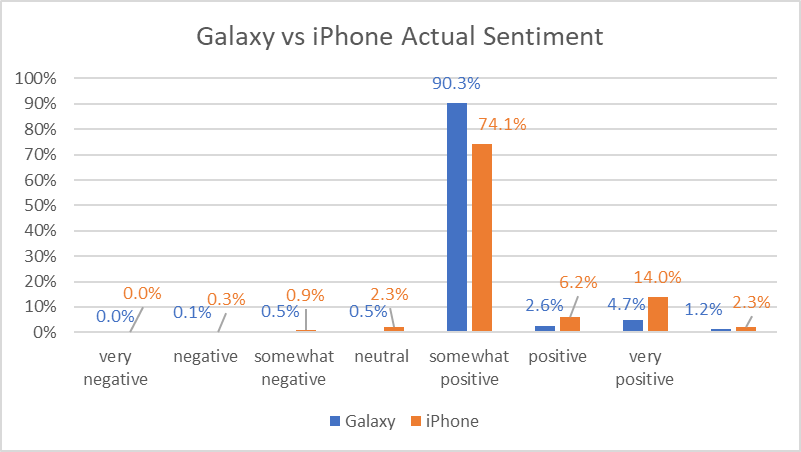 Galaxy vs iPhone Actual Sentiment
100%
90%
80%
70%
60%
50%
40%
30%
20%
10%
0%
90.3%
74.1%
0.0%
0.0%
0.1%
0.3%
0.5%
0.9%
0.5%
2.3%
2.6%
6.2%
4.7%
14.0%
1.2%
2.3%
very
negative
negative
somewhat
negative
neutral
somewhat
positive
positive
very
positive
Galaxy
iPhone